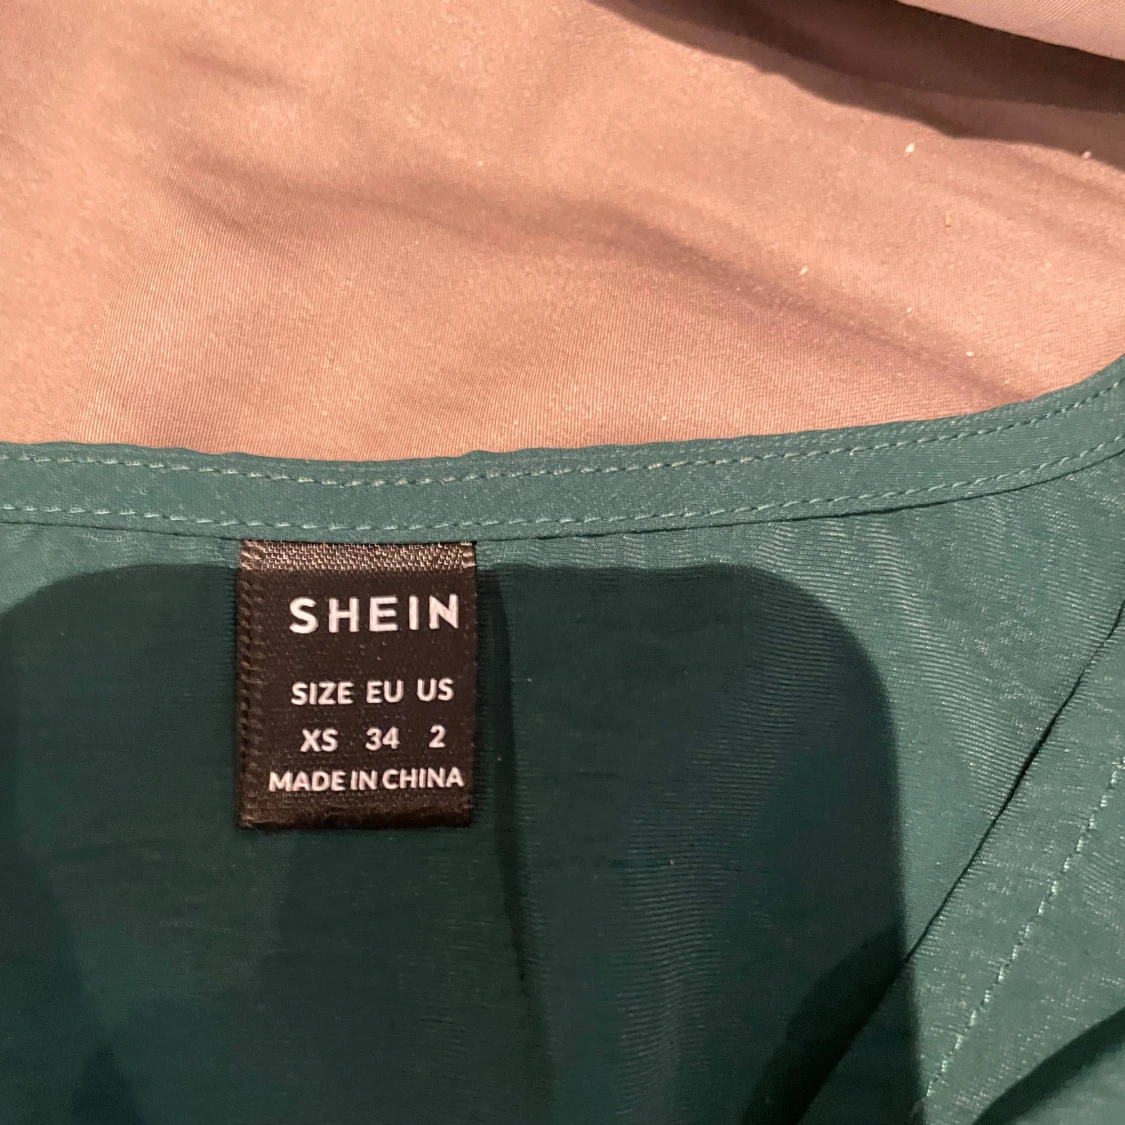 SHEIN
SIZE EU US
XS 34 2
MADE IN CHINA